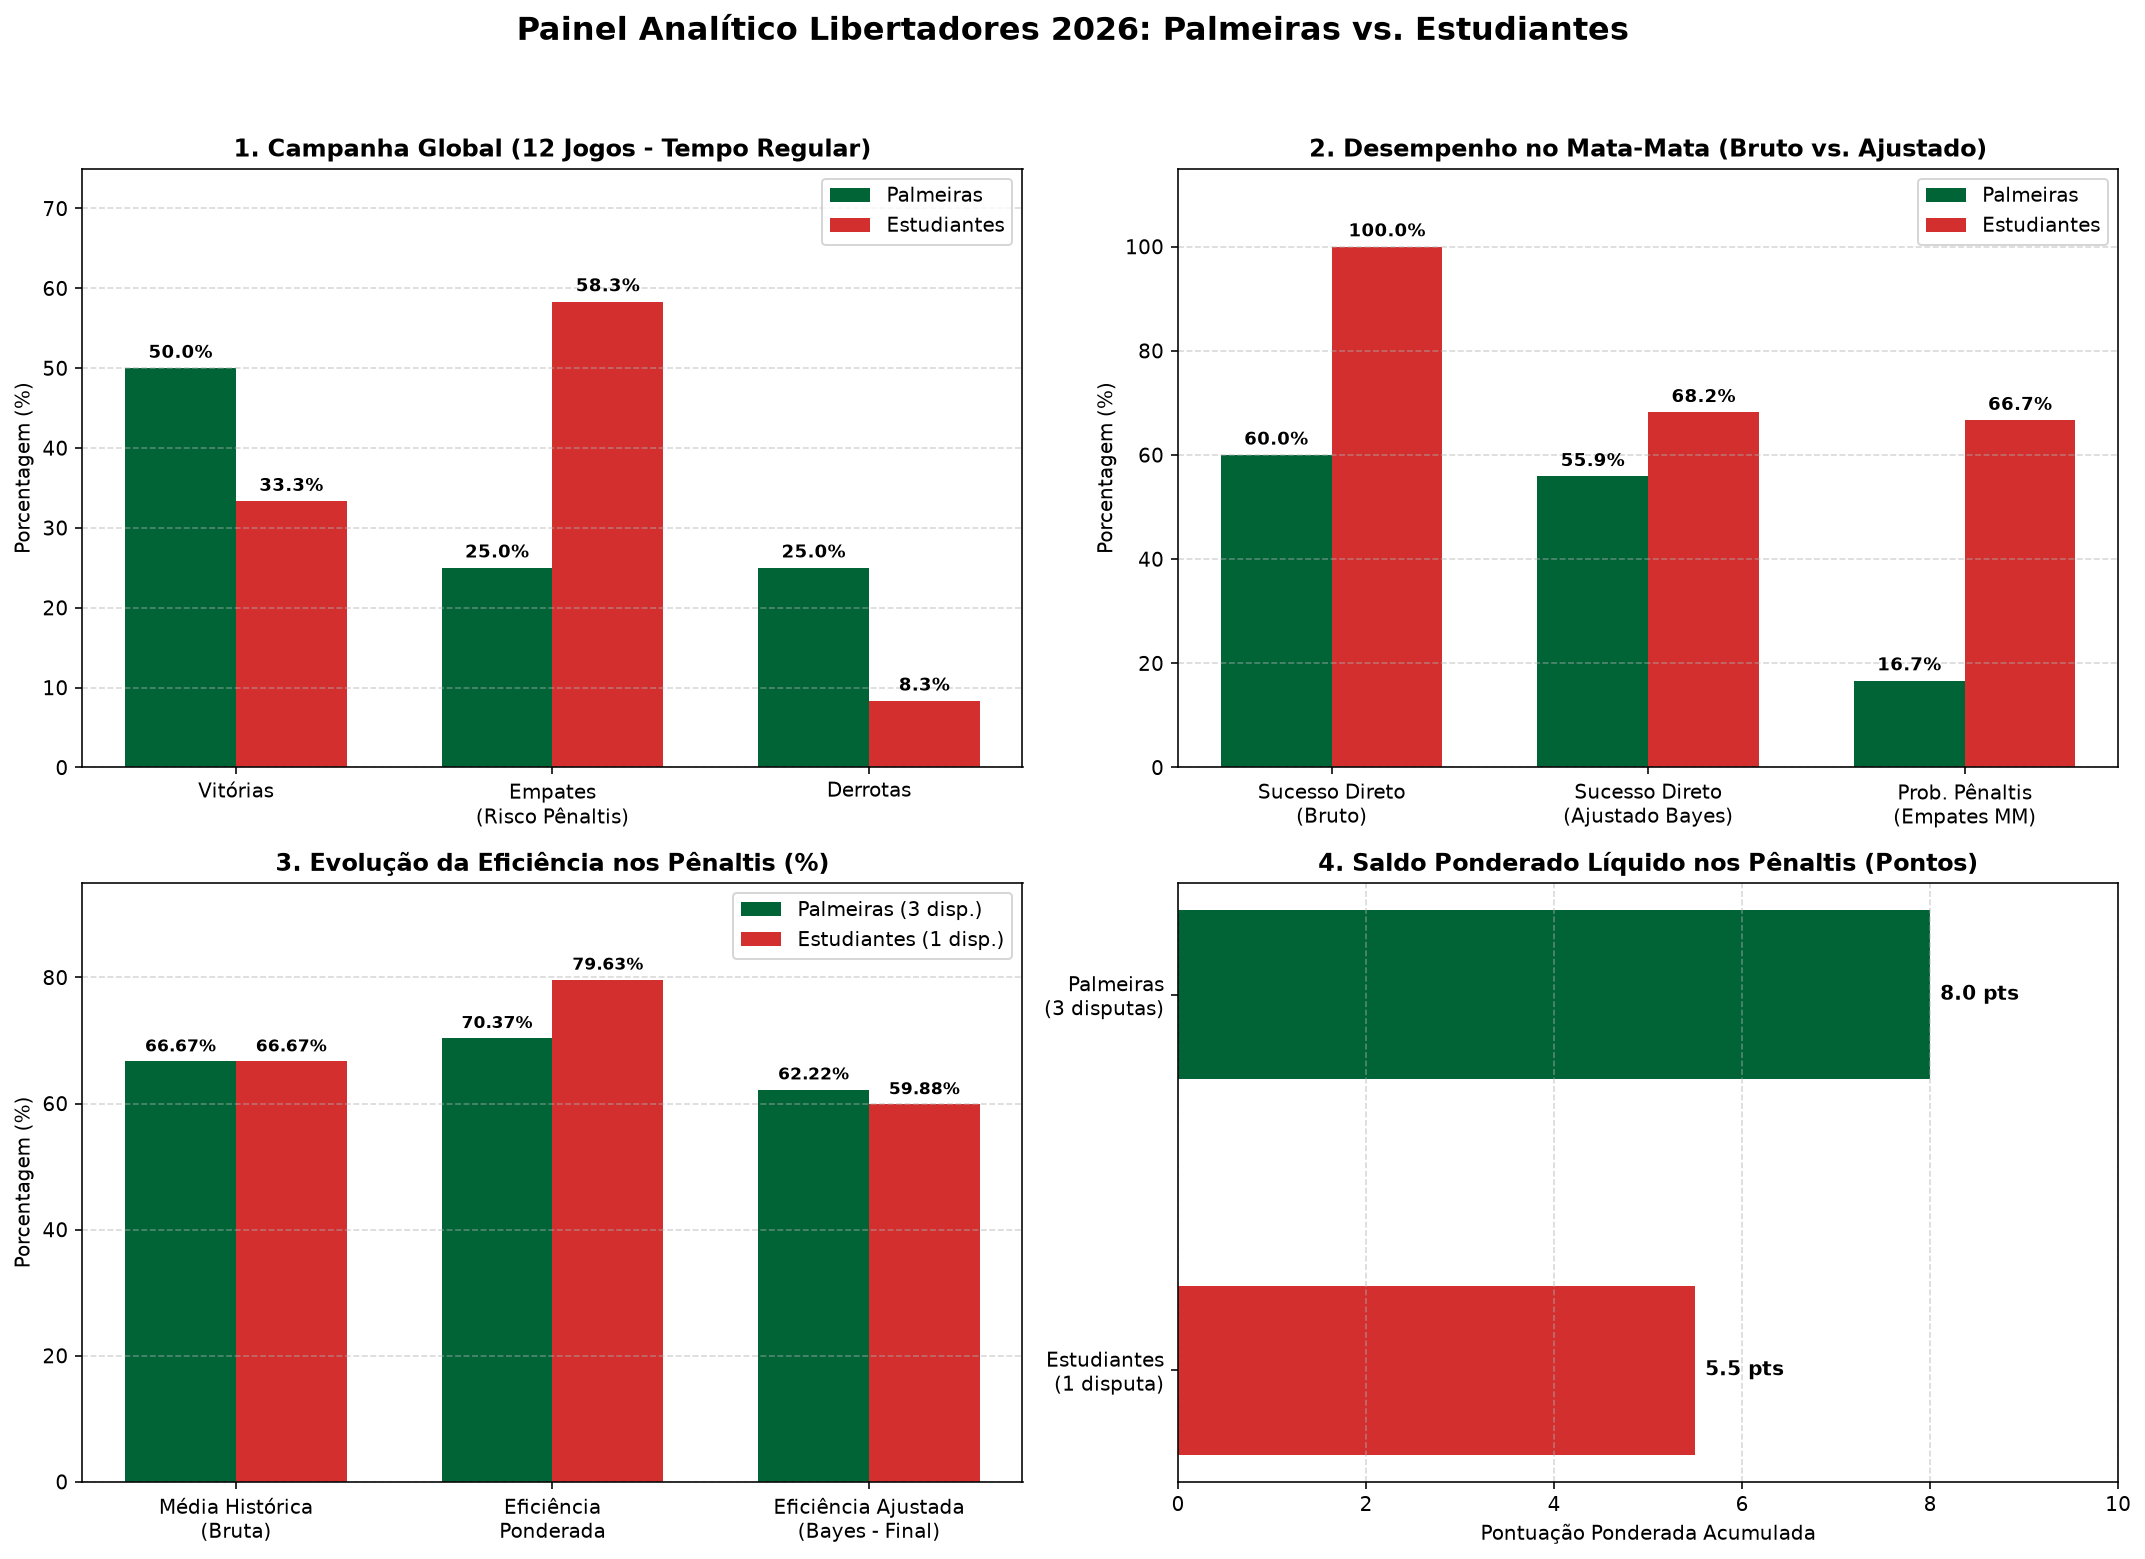 Painel Analítico Libertadores 2026: Palmeiras vs. Estudiantes
1. Campanha Global (12 Jogos - Tempo Regular)
Porcentagem (%)
70
60
50
40
30
20
10
0
Palmeiras
Estudiantes
50.0%
33.3%
25.0%
58.3%
25.0%
8.3%
Vitórias
Empates
(Risco Pênaltis)
Derrotas
2. Desempenho no Mata-Mata (Bruto vs. Ajustado)
Porcentagem (%)
100
80
60
40
20
0
Palmeiras
Estudiantes
60.0%
100.0%
55.9%
68.2%
16.7%
66.7%
Sucesso Direto
(Bruto)
Sucesso Direto
(Ajustado Bayes)
Prob. Pênaltis
(Empates MM)
3. Evolução da Eficiência nos Pênaltis (%)
Porcentagem (%)
80
60
40
20
0
Palmeiras (3 disp.)
Estudiantes (1 disp.)
66.67%
66.67%
70.37%
79.63%
62.22%
59.88%
Média Histórica
(Bruta)
Eficiência
Ponderada
Eficiência Ajustada
(Bayes - Final)
4. Saldo Ponderado Líquido nos Pênaltis (Pontos)
Palmeiras
(3 disputas)
8.0 pts
Estudiantes
(1 disputa)
5.5 pts
0
2
4
6
8
10
Pontuação Ponderada Acumulada